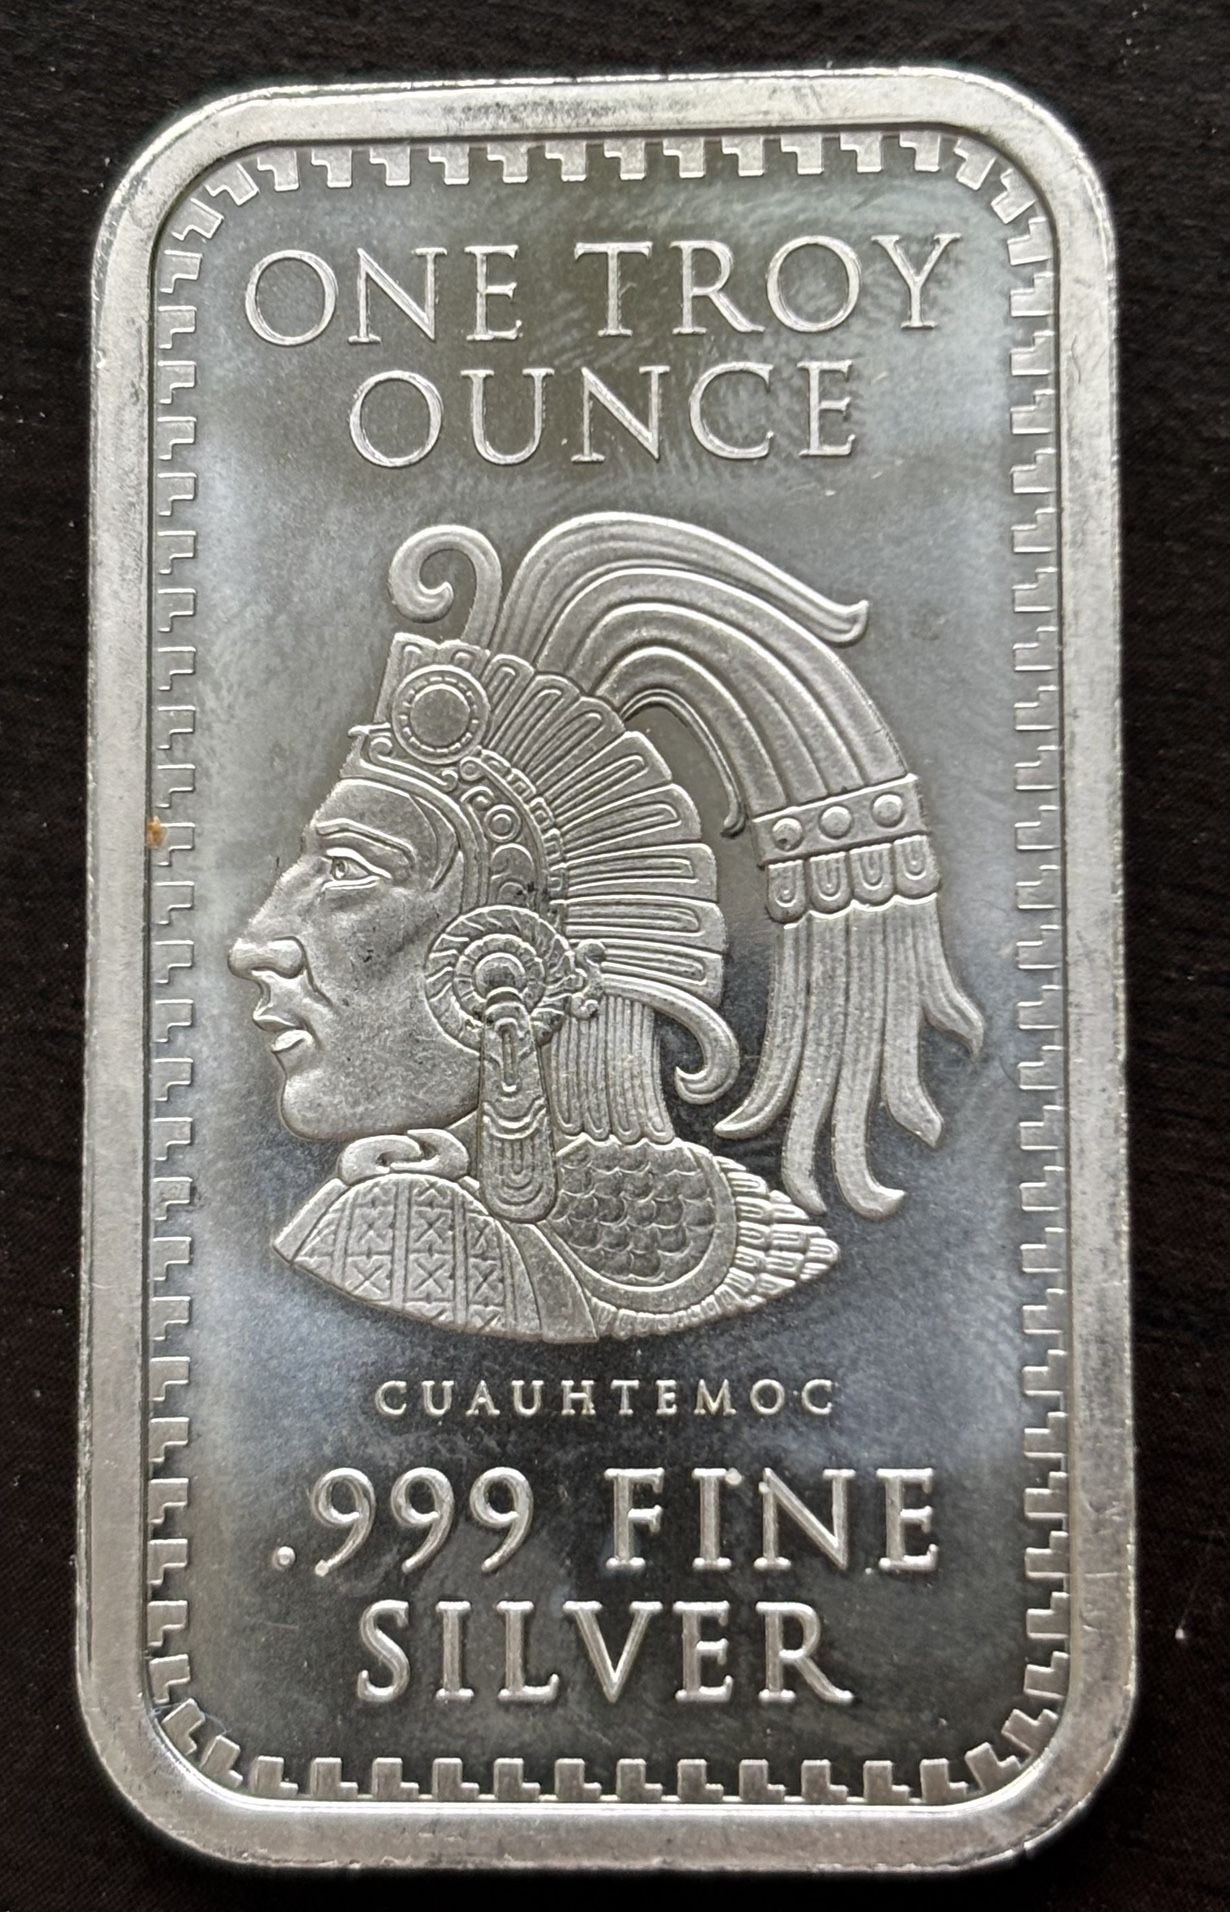 ONE TROY
OUNCE
CUAUHTEMOC
.999 FINE
SILVER